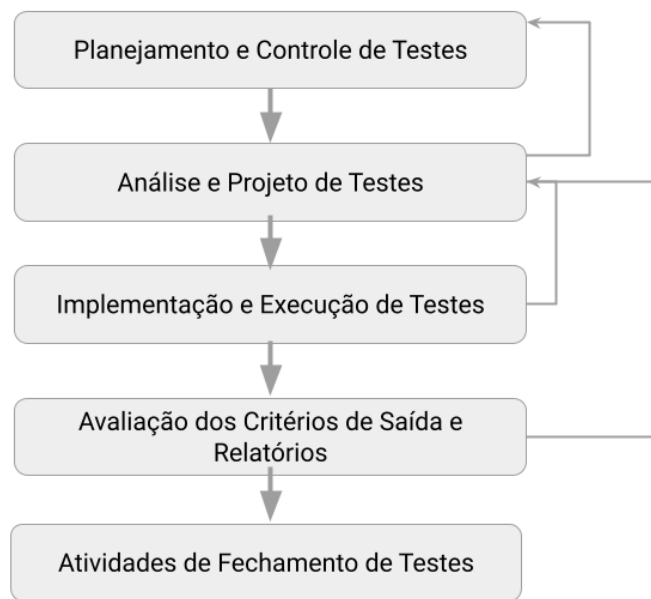 Planejamento e Controle de Testes
Análise e Projeto de Testes
Implementação e Execução de Testes
Avaliação dos Critérios de Saída e
Relatórios
Atividades de Fechamento de Testes